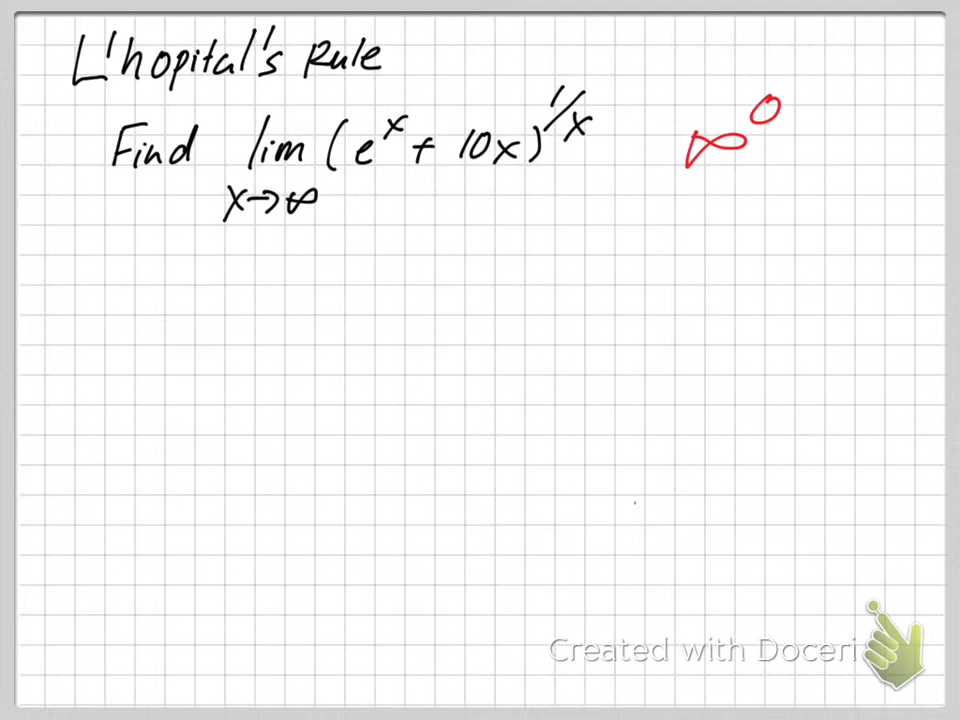 L'hopital's Rule
Find lim (e^x + 10x)^1/x ∞^0
x→∞
Created with Doceri